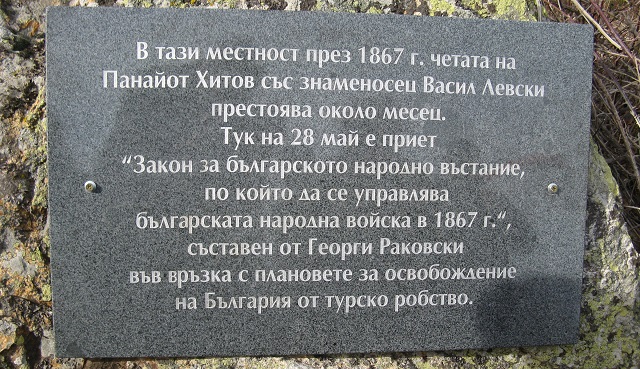 В тази местност през 1867 г. четата на
Панайот Хитов със знаменосец Васил Левски
престоява около месец.
Тук на 28 май е приет
“Закон за българското народно въстание,
по който да се управлява
българската народна войска в 1867 г.“,
съставен от Георги Раковски
във връзка с плановете за освобождение
на България от турско робство.